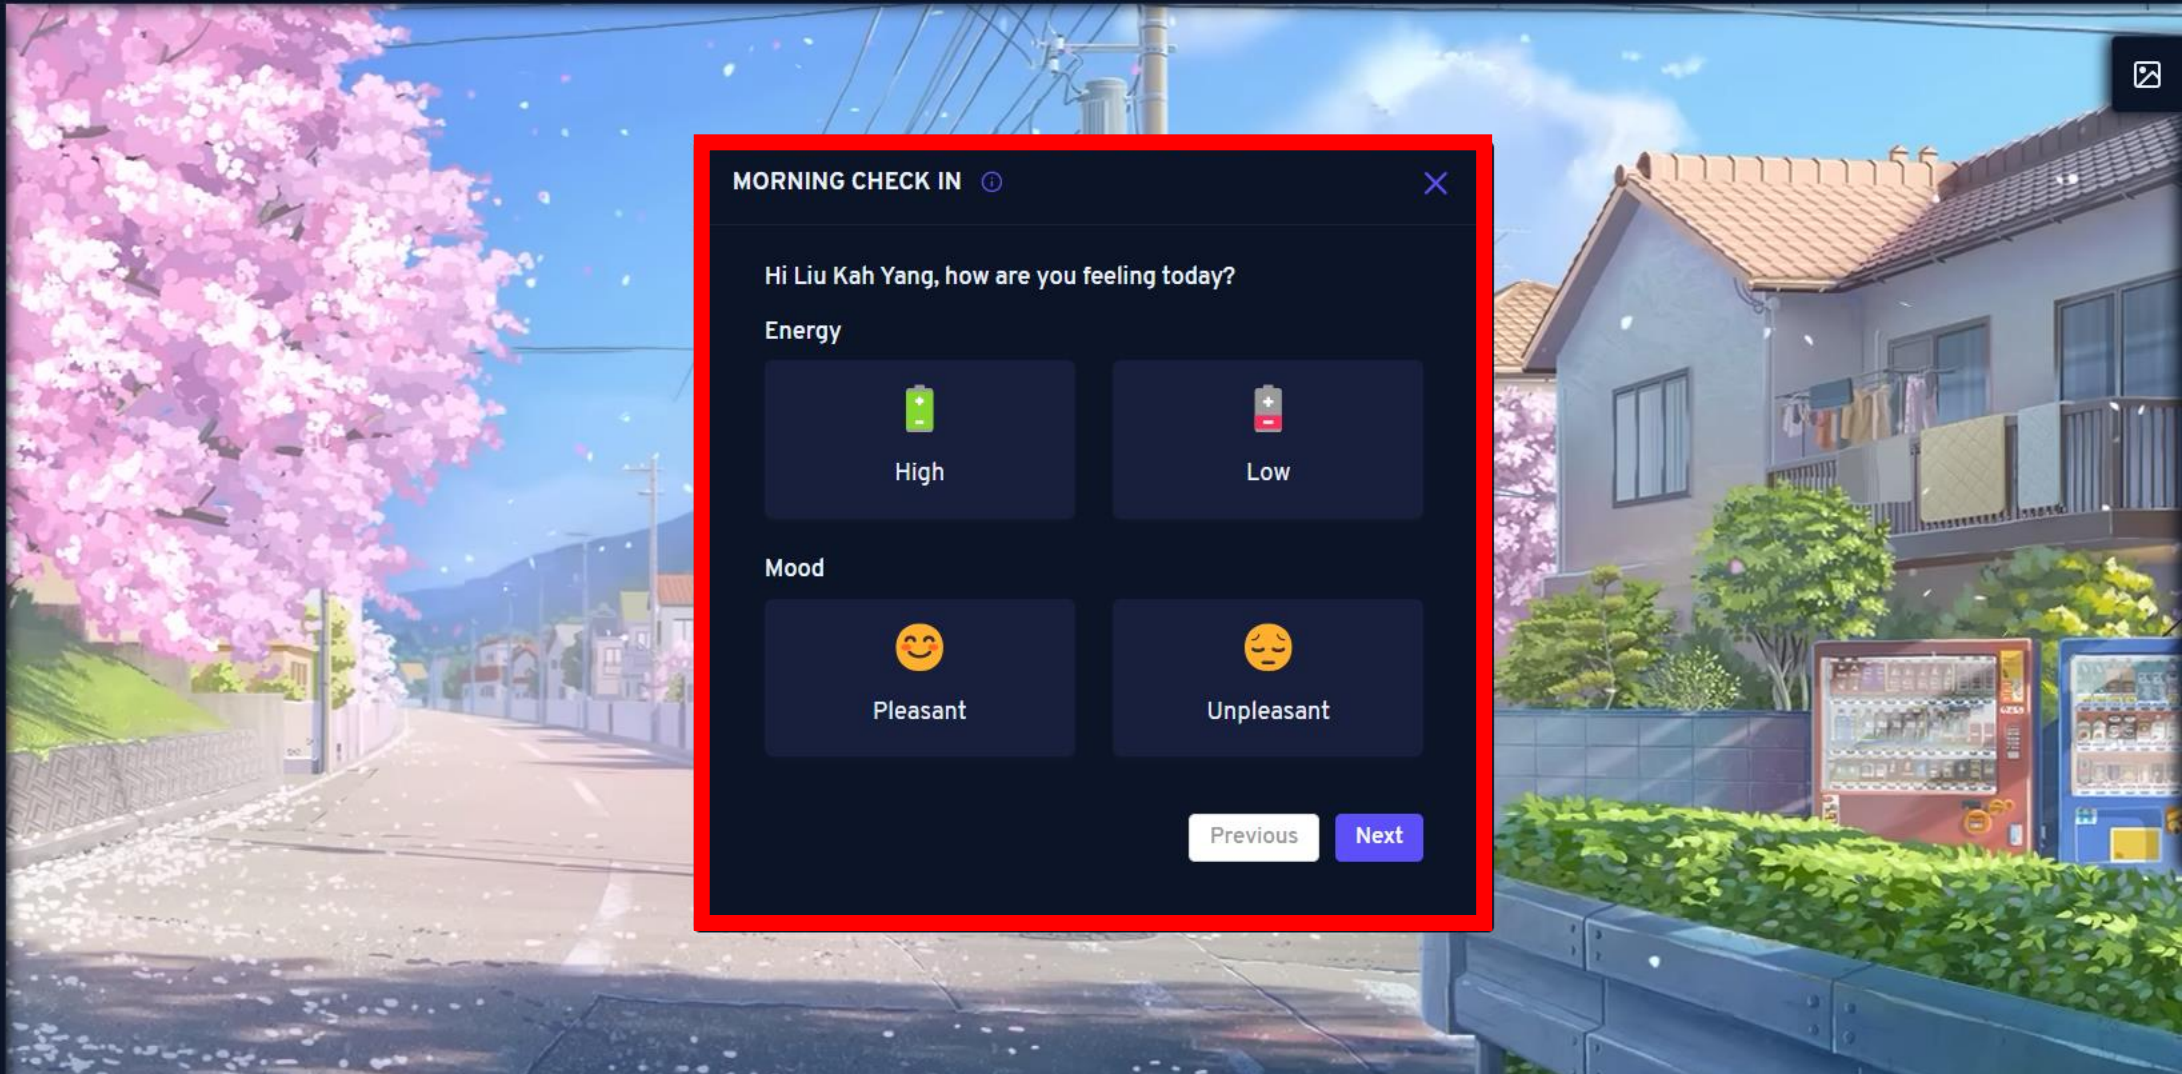 MORNING CHECK IN
Hi Liu Kah Yang, how are you feeling today?
Energy
High
Low
Mood
Pleasant
Unpleasant
Previous
Next